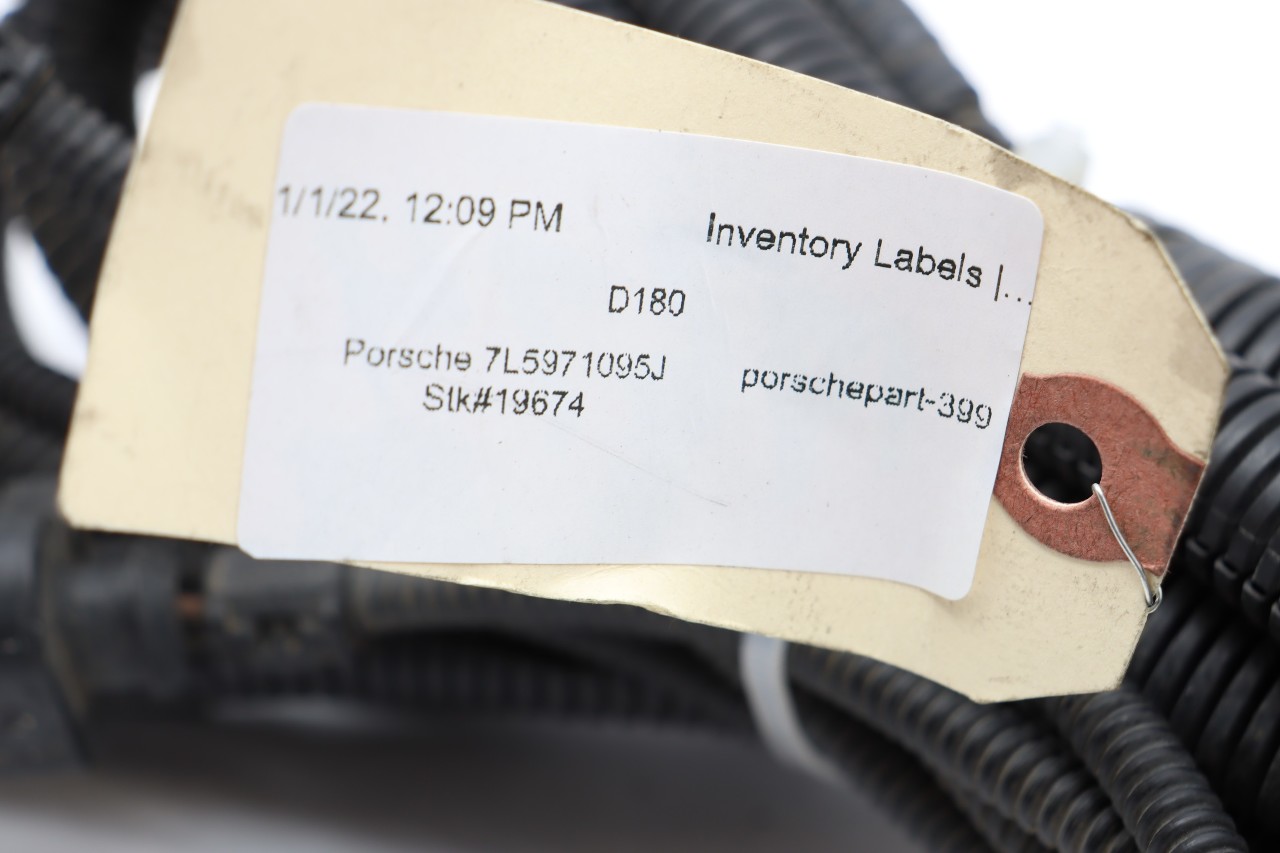 1/1/22, 12:09 PM
Inventory Labels |...
D180
Porsche 7L5971095J
Stk#19674
porschepart-399